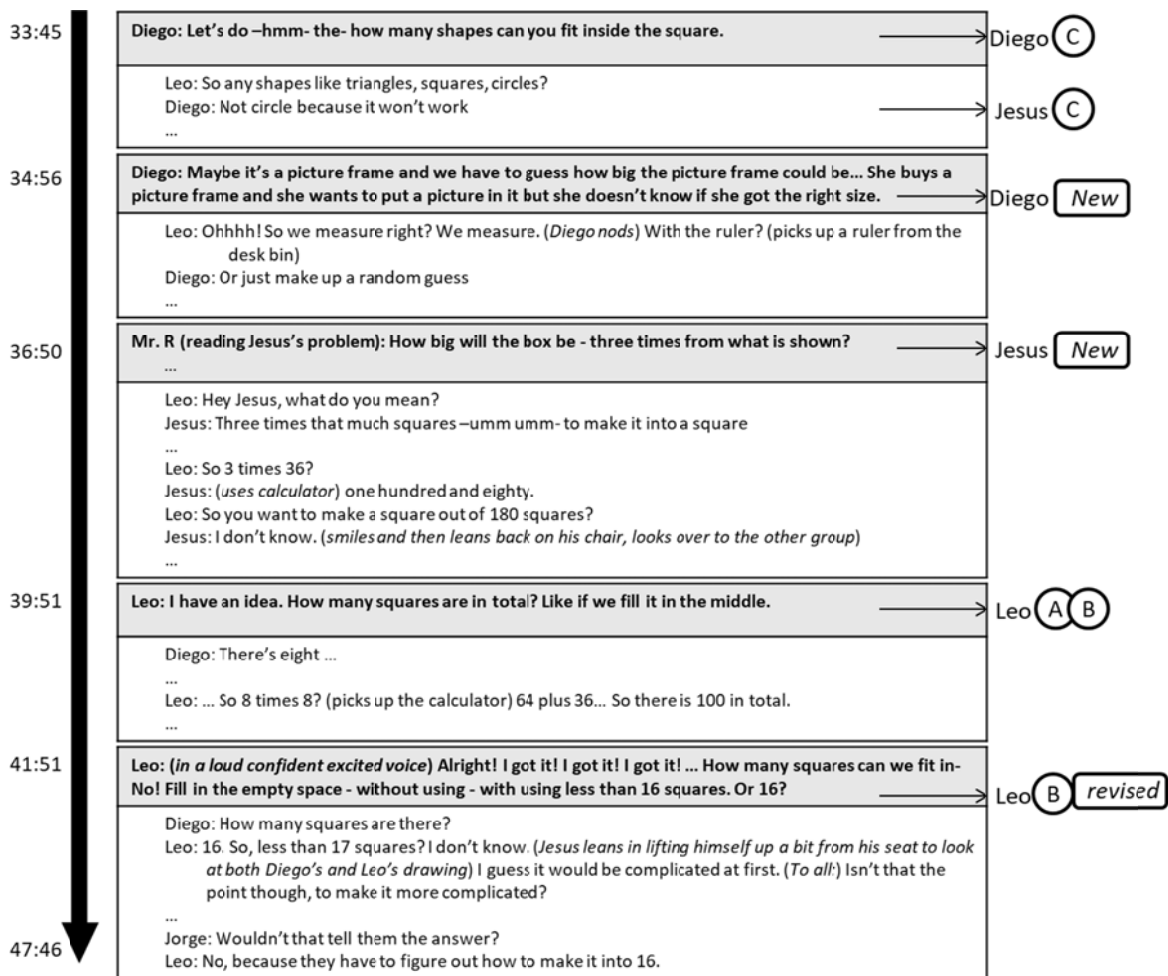 33:45
Diego: Let's do –hmm- the- how many shapes can you fit inside the square.
Diego C
Leo: So any shapes like triangles, squares, circles?
Diego: Not circle because it won't work
Jesus C
...
34:56
Diego: Maybe it's a picture frame and we have to guess how big the picture frame could be... She buys a
picture frame and she wants to put a picture in it but she doesn't know if she got the right size.
Diego New
Leo: Ohhhh! So we measure right? We measure. (Diego nods) With the ruler? (picks up a ruler from the
desk bin)
Diego: Or just make up a random guess
...
36:50
Mr. R (reading Jesus's problem): How big will the box be - three times from what is shown?
Jesus New
...
Leo: Hey Jesus, what do you mean?
Jesus: Three times that much squares –umm umm- to make it into a square
...
Leo: So 3 times 36?
Jesus: (uses calculator) one hundred and eighty.
Leo: So you want to make a square out of 180 squares?
Jesus: I don't know. (smiles and then leans back on his chair, looks over to the other group)
...
39:51
Leo: I have an idea. How many squares are in total? Like if we fill it in the middle.
Leo A B
Diego: There's eight ...
...
Leo: ... So 8 times 8? (picks up the calculator) 64 plus 36... So there is 100 in total.
...
41:51
Leo: (in a loud confident excited voice) Alright! I got it! I got it! I got it! ... How many squares can we fit in-
No! Fill in the empty space - without using - with using less than 16 squares. Or 16?
Leo B revised
Diego: How many squares are there?
Leo: 16. So, less than 17 squares? I don't know. (Jesus leans in lifting himself up a bit from his seat to look
at both Diego's and Leo's drawing) I guess it would be complicated at first. (To all:) Isn't that the
point though, to make it more complicated?
...
Jorge: Wouldn't that tell them the answer?
47:46
Leo: No, because they have to figure out how to make it into 16.